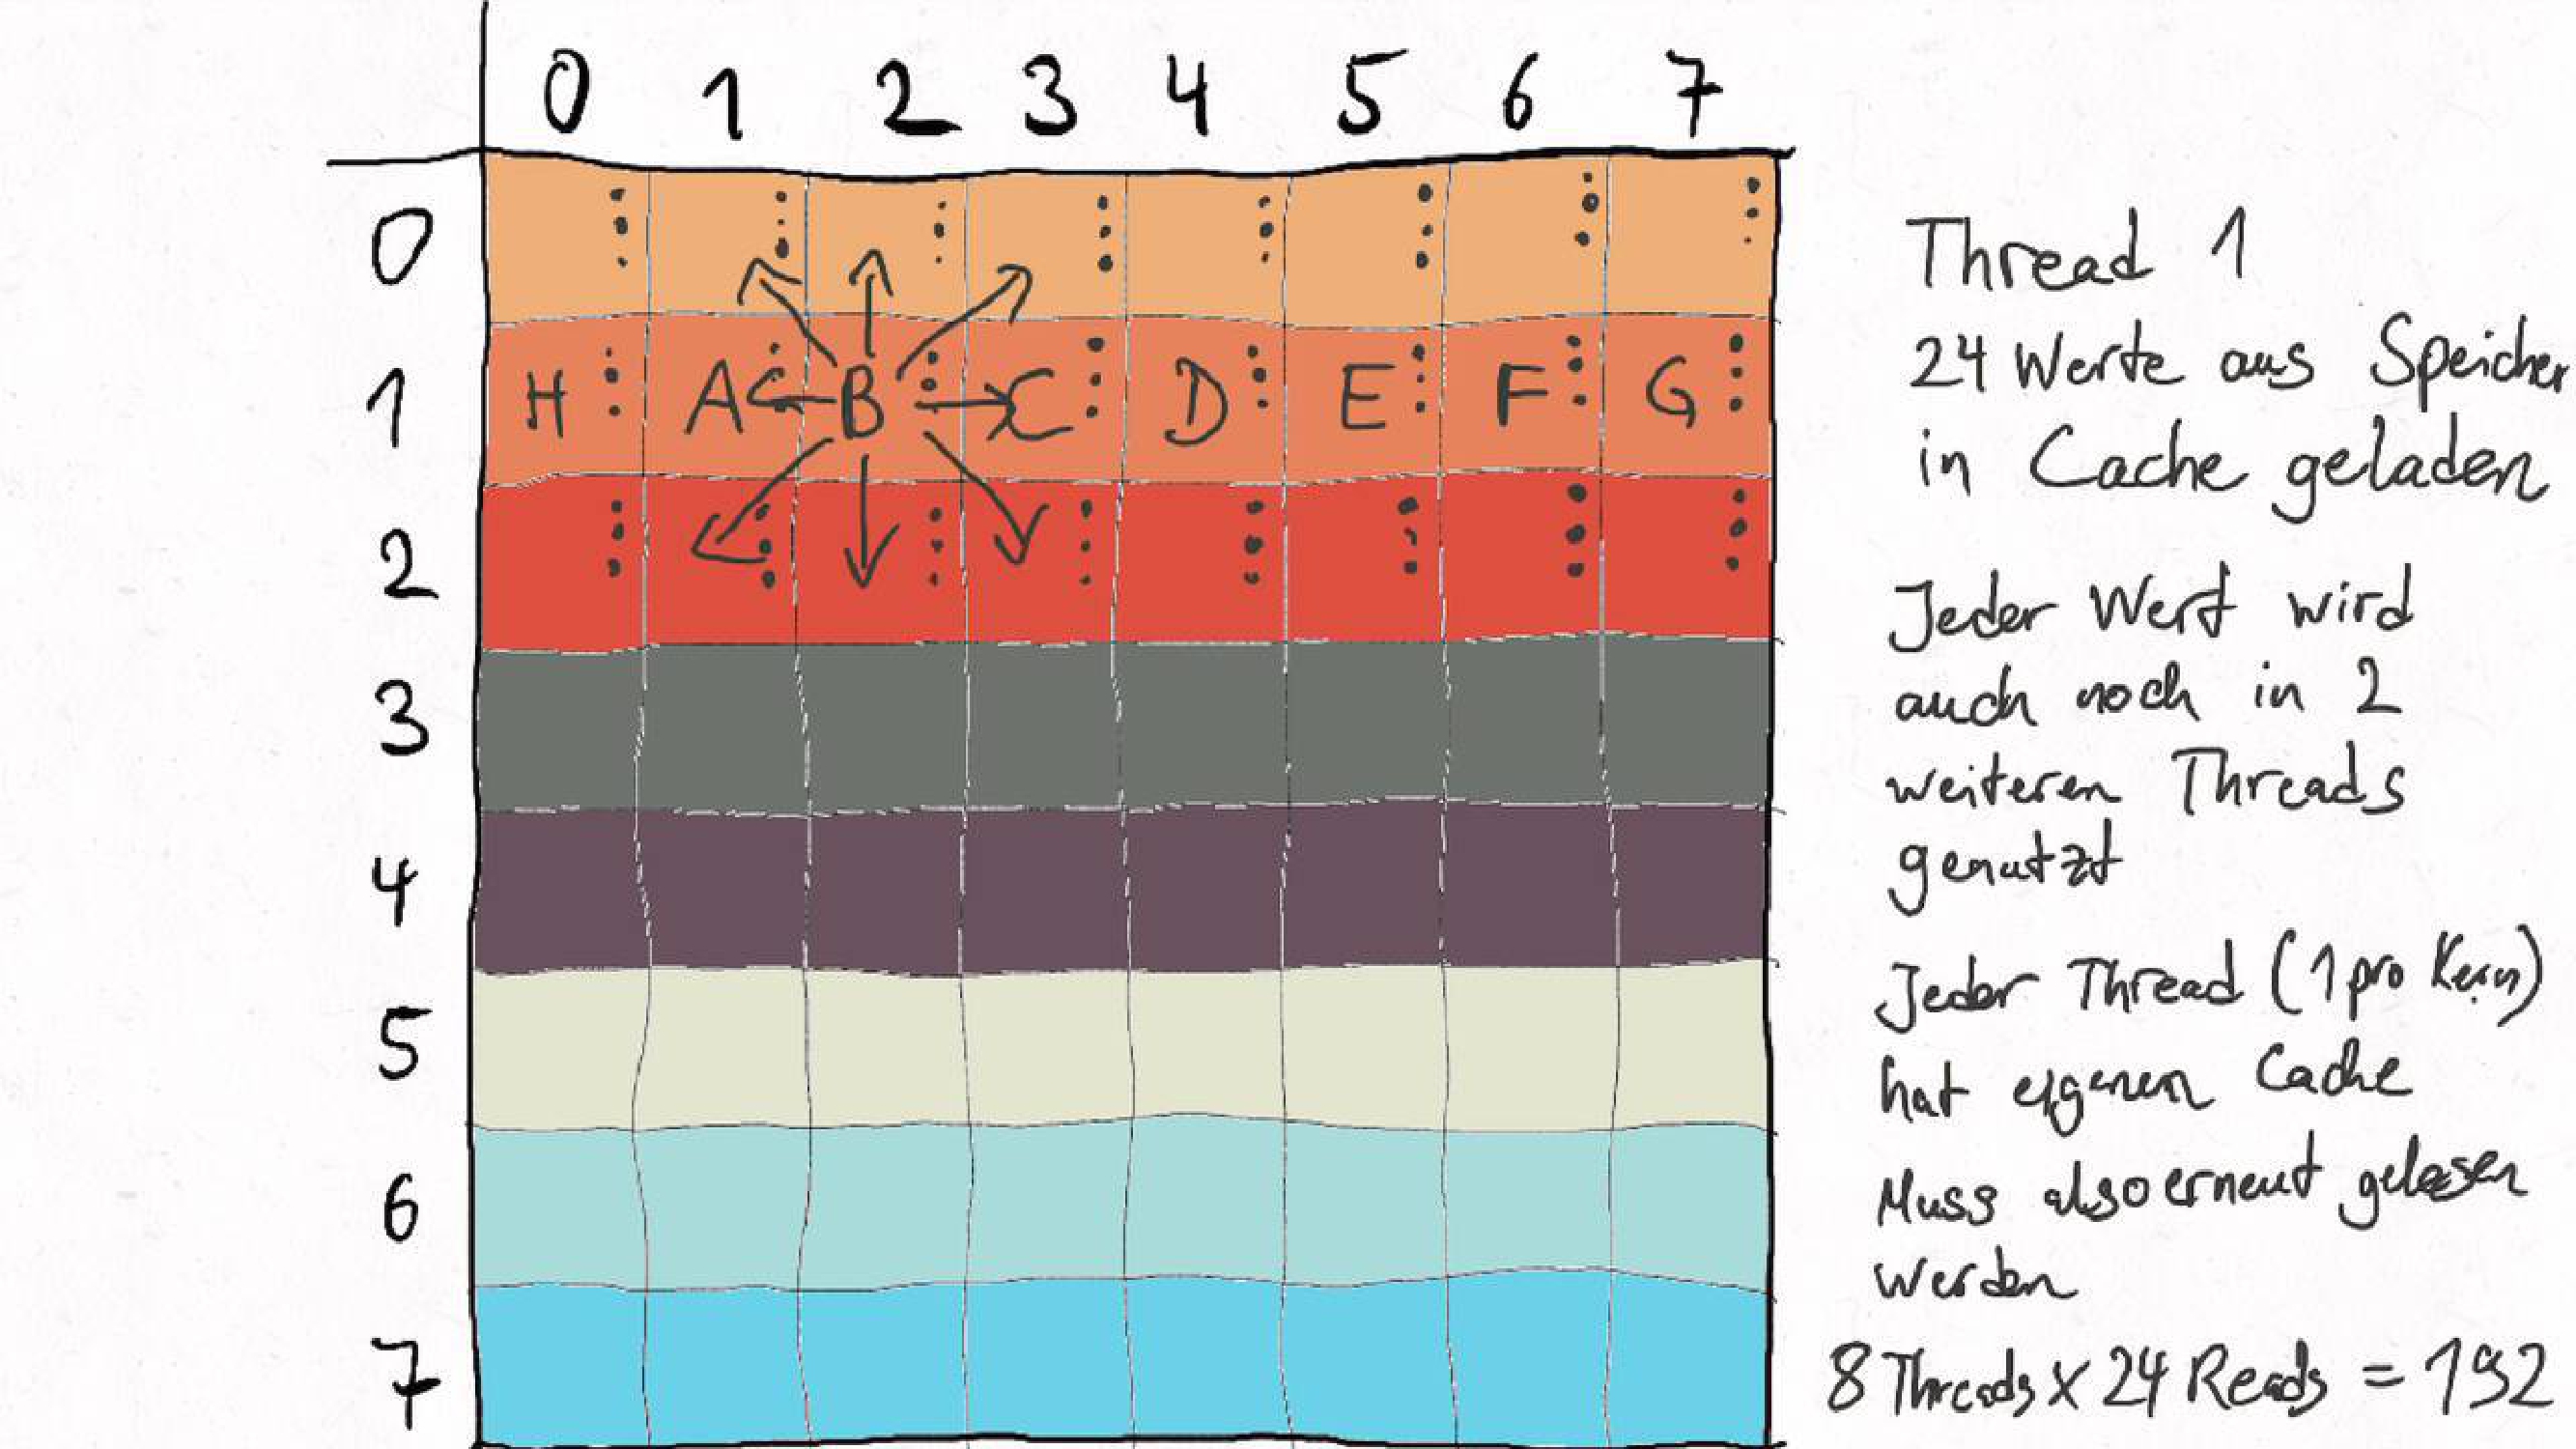 0 1 2 3 4 5 6 7
0
1 H A B C D E F G
2
3
4
5
6
7
Thread 1
24 Werte aus Speicher
in Cache geladen
Jeder Wert wird
auch noch in 2
weiteren Threads
genutzt
Jeder Thread (1 pro Kern)
hat eigenen Cache
Muss also erneut gelesen
werden
8 Threads x 24 Reads = 192